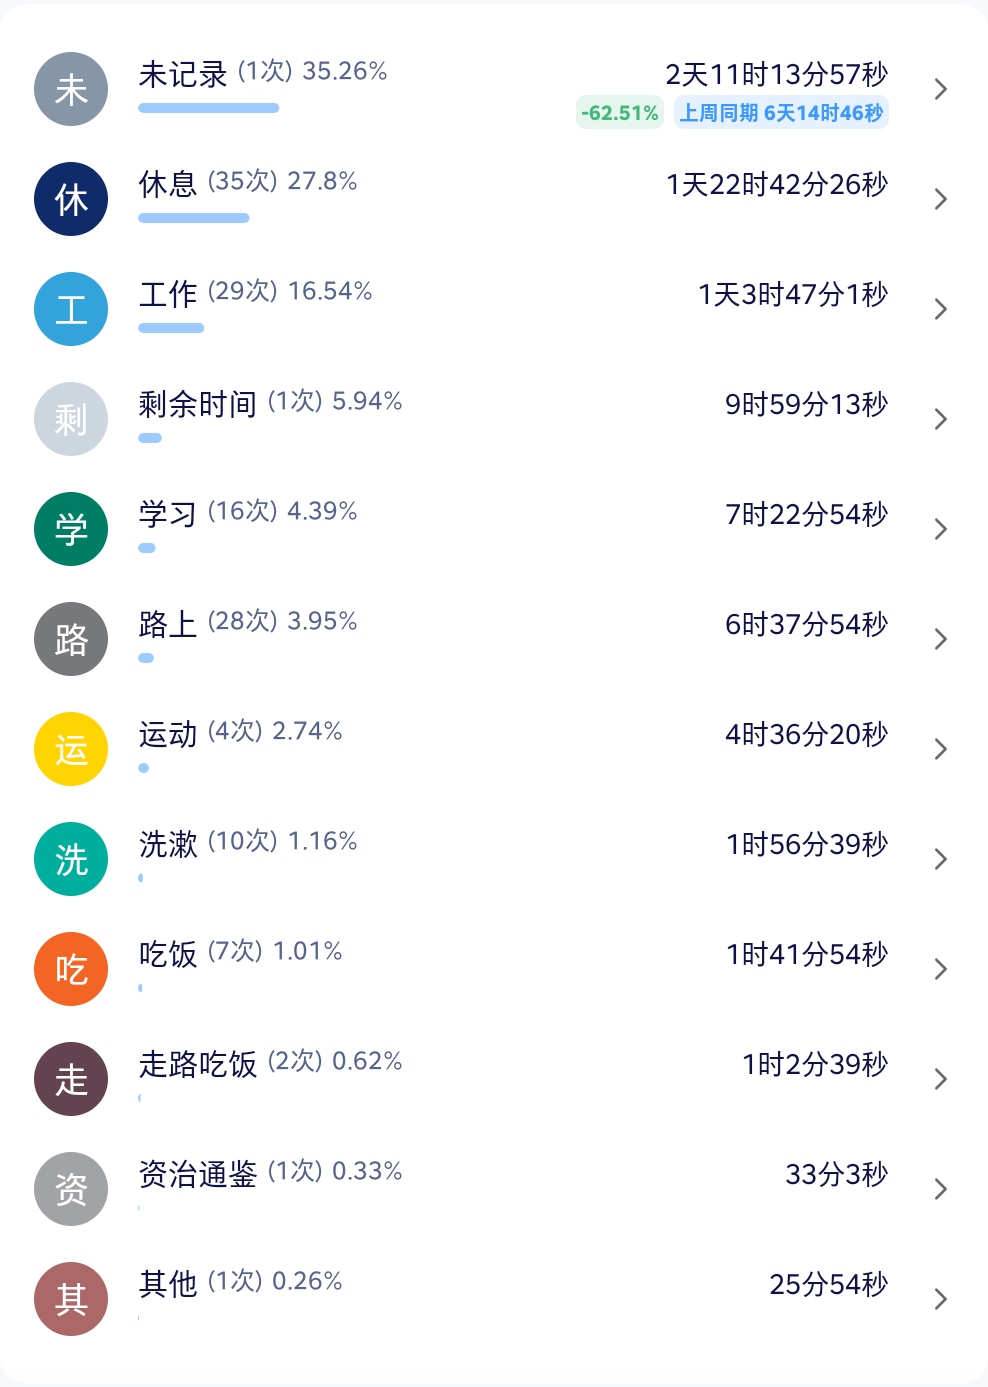 未 未记录 (1次) 35.26% 2天11时13分57秒
-62.51% 上周同期 6天14时46秒
休 休息 (35次) 27.8% 1天22时42分26秒
工 工作 (29次) 16.54% 1天3时47分1秒
剩 剩余时间 (1次) 5.94% 9时59分13秒
学 学习 (16次) 4.39% 7时22分54秒
路 路上 (28次) 3.95% 6时37分54秒
运 运动 (4次) 2.74% 4时36分20秒
洗 洗漱 (10次) 1.16% 1时56分39秒
吃 吃饭 (7次) 1.01% 1时41分54秒
走 走路吃饭 (2次) 0.62% 1时2分39秒
资 资治通鉴 (1次) 0.33% 33分3秒
其 其他 (1次) 0.26% 25分54秒